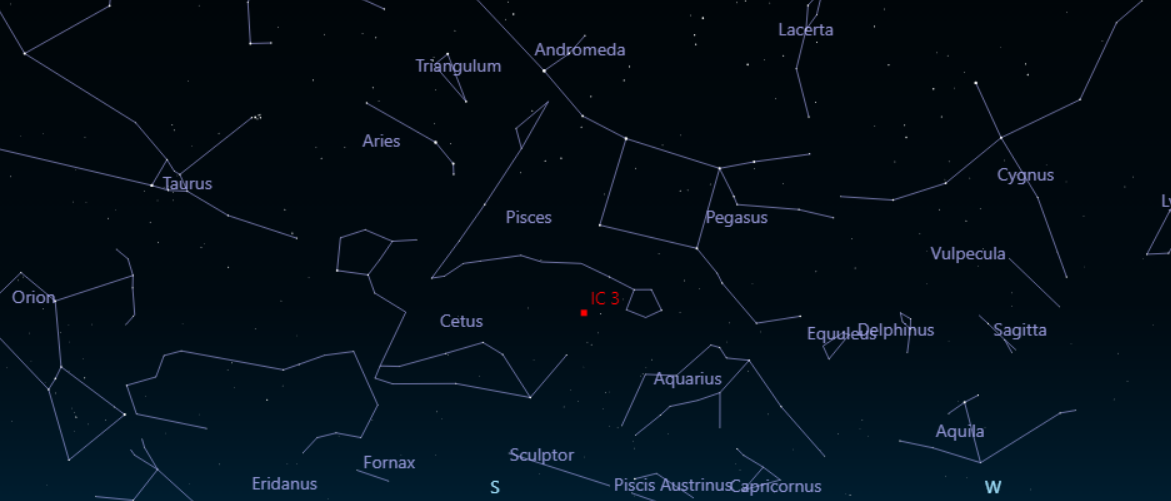 Lacerta
Andromeda
Triangulum
Aries
Cygnus
Taurus
Pisces
Pegasus
Vulpecula
Orion
IC 3
Cetus
Equuleus
Delphinus
Sagitta
Aquarius
Aquila
Sculptor
Fornax
Eridanus
S
Piscis Austrinus
Capricornus
W